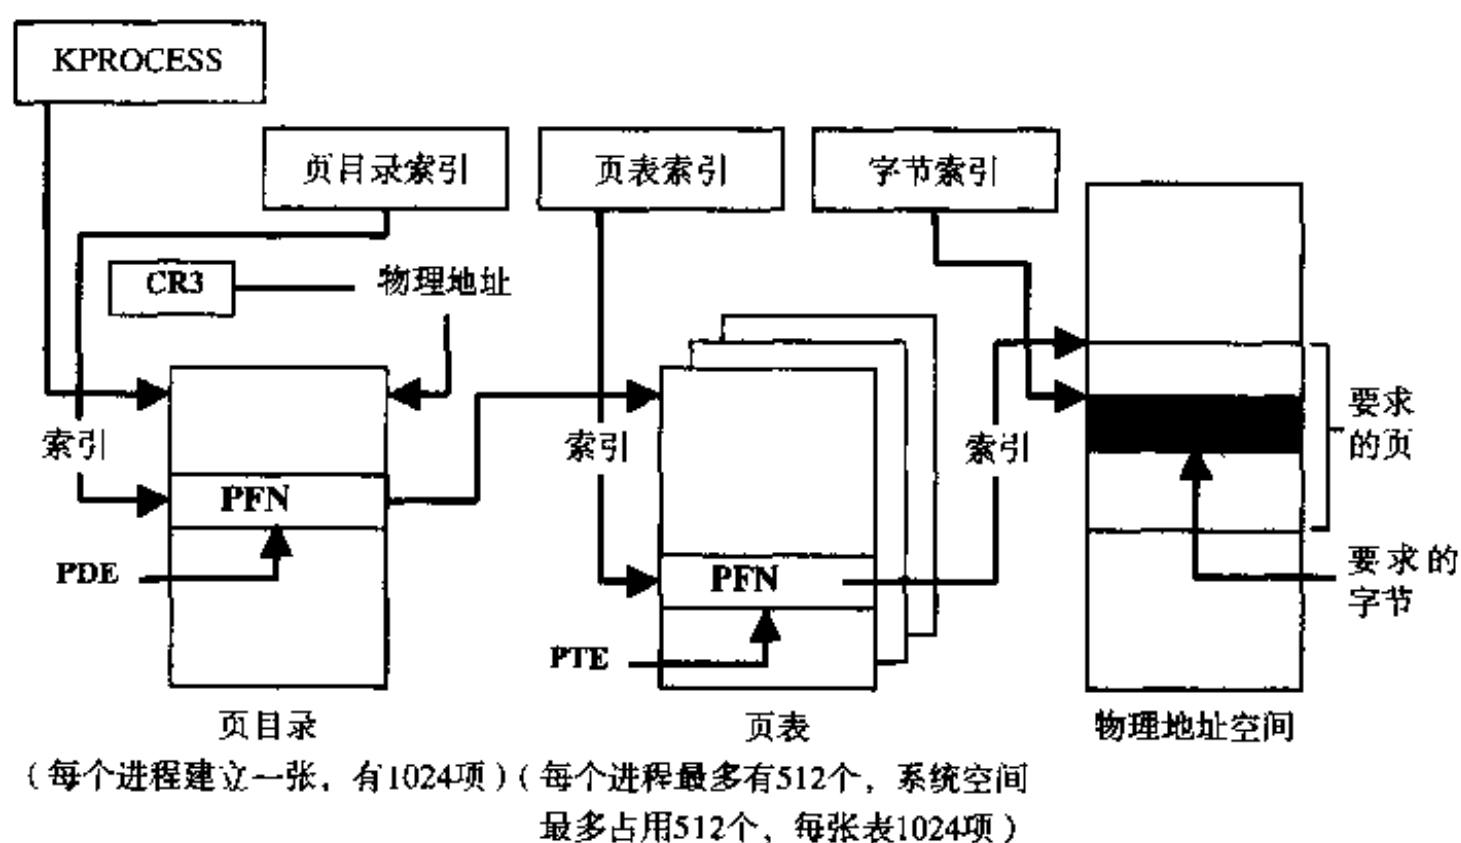 KPROCESS
页目录索引
页表索引
字节索引
CR3
物理地址
索引
索引
索引
要求
的页
PFN
PDE
PFN
要求的
字节
PTE
页目录
页表
物理地址空间
(每个进程建立一张，有1024项)
(每个进程最多有512个，系统空间
最多占用512个，每张表1024项)